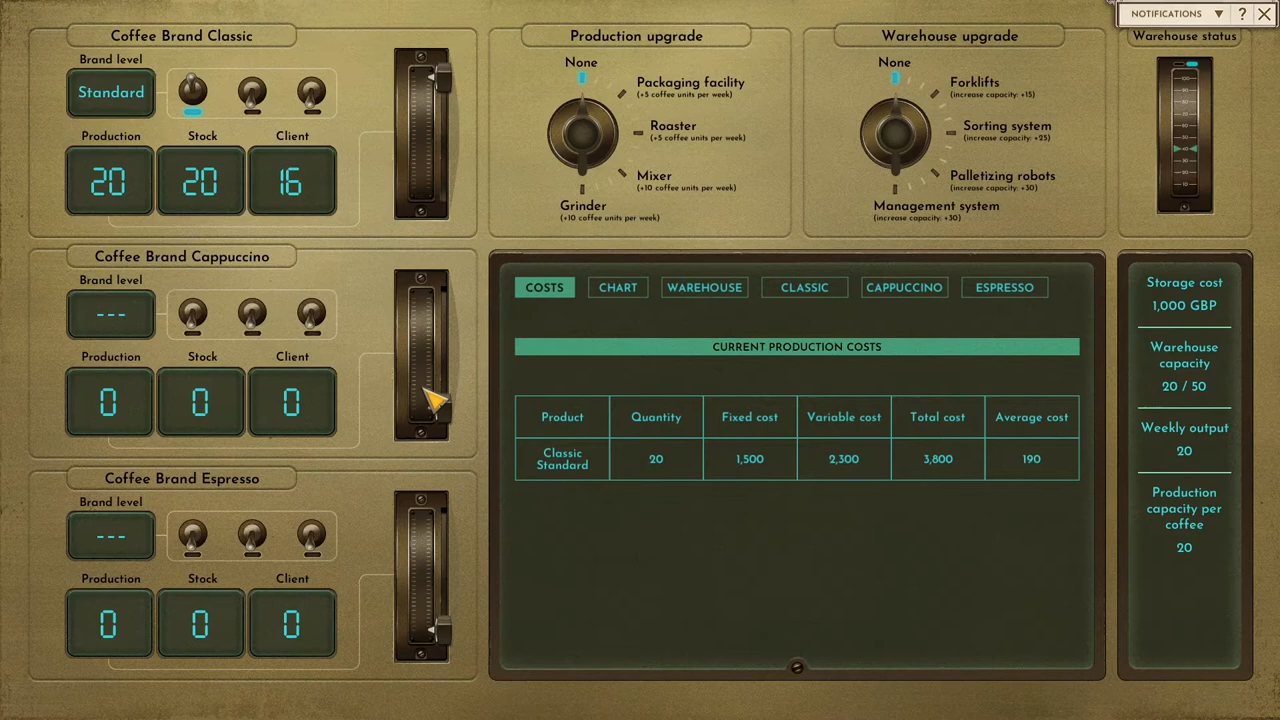 NOTIFICATIONS ▼ ?
Coffee Brand Classic
Brand level
Standard
Production Stock Client
20 20 16
Production upgrade
None
Packaging facility
(+5 coffee units per week)
Roaster
(+5 coffee units per week)
Mixer
(+10 coffee units per week)
Grinder
(+10 coffee units per week)
Warehouse upgrade
None
Forklifts
(increase capacity: +15)
Sorting system
(increase capacity: +25)
Palletizing robots
(increase capacity: +30)
Management system
(increase capacity: +30)
Warehouse status
Coffee Brand Cappuccino
Brand level
---
Production Stock Client
0 0 0
Coffee Brand Espresso
Brand level
---
Production Stock Client
0 0 0
COSTS CHART WAREHOUSE CLASSIC CAPPUCCINO ESPRESSO
CURRENT PRODUCTION COSTS
Product Quantity Fixed cost Variable cost Total cost Average cost
Classic
Standard 20 1,500 2,300 3,800 190
Storage cost
1,000 GBP
Warehouse
capacity
20 / 50
Weekly output
20
Production
capacity per
coffee
20